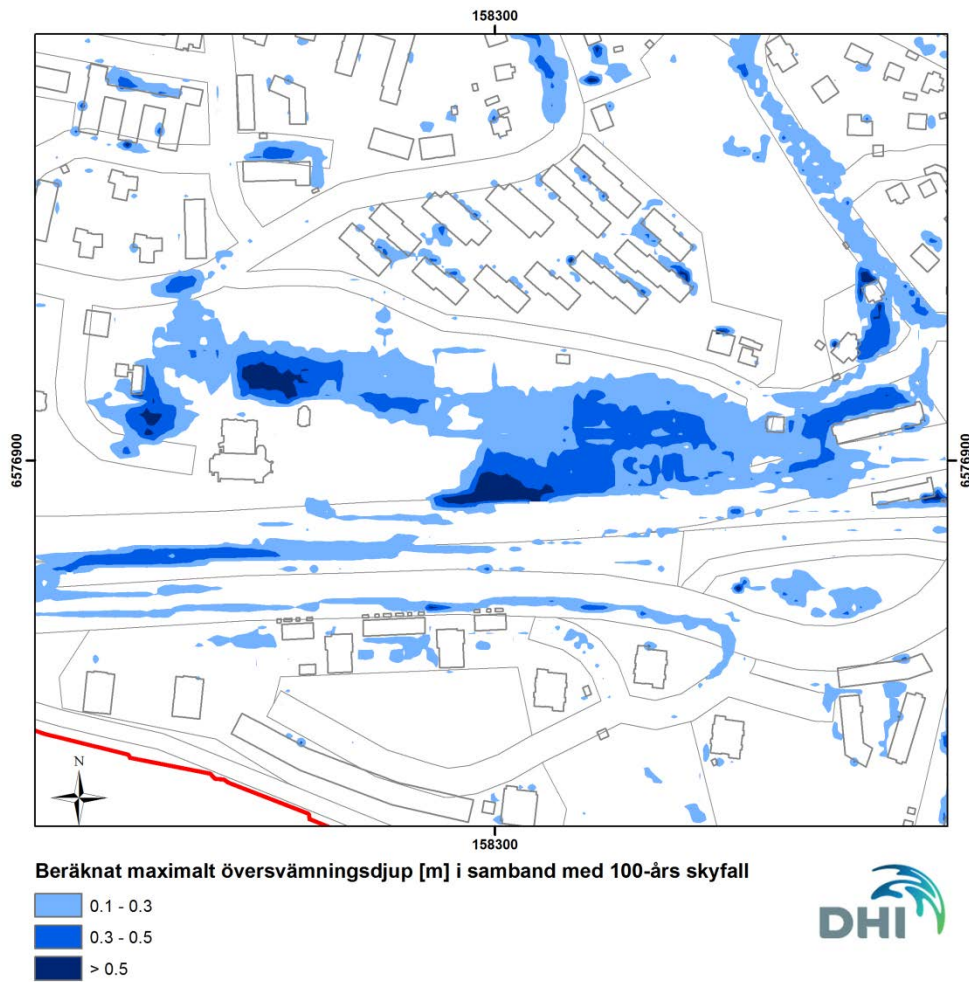 158300
6576900
6576900
N
158300
Beräknat maximalt översvämningsdjup [m] i samband med 100-års skyfall
0.1 - 0.3
0.3 - 0.5
> 0.5
DHI